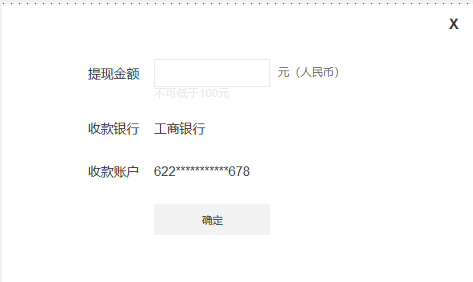 X
提现金额 元（人民币）
不可低于100元
收款银行 工商银行
收款账户 622***********678
确定